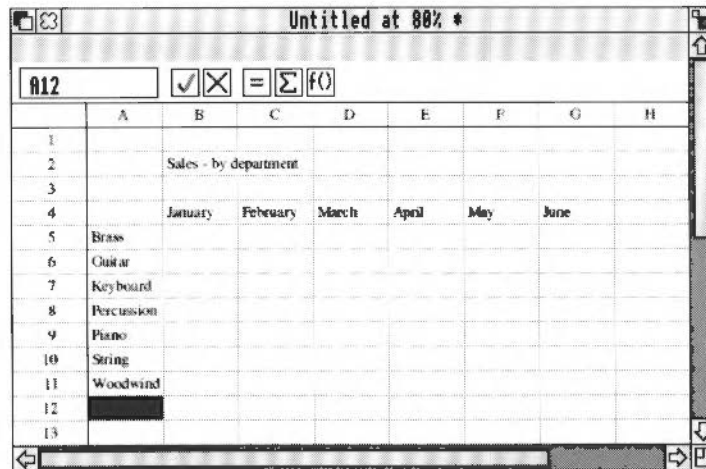 Untitled at 80% *
A12 = Σ f()
A B C D E F G H
1
2 Sales - by department
3
4 January February March April May June
5 Brass
6 Guitar
7 Keyboard
8 Percussion
9 Piano
10 String
11 Woodwind
12
13